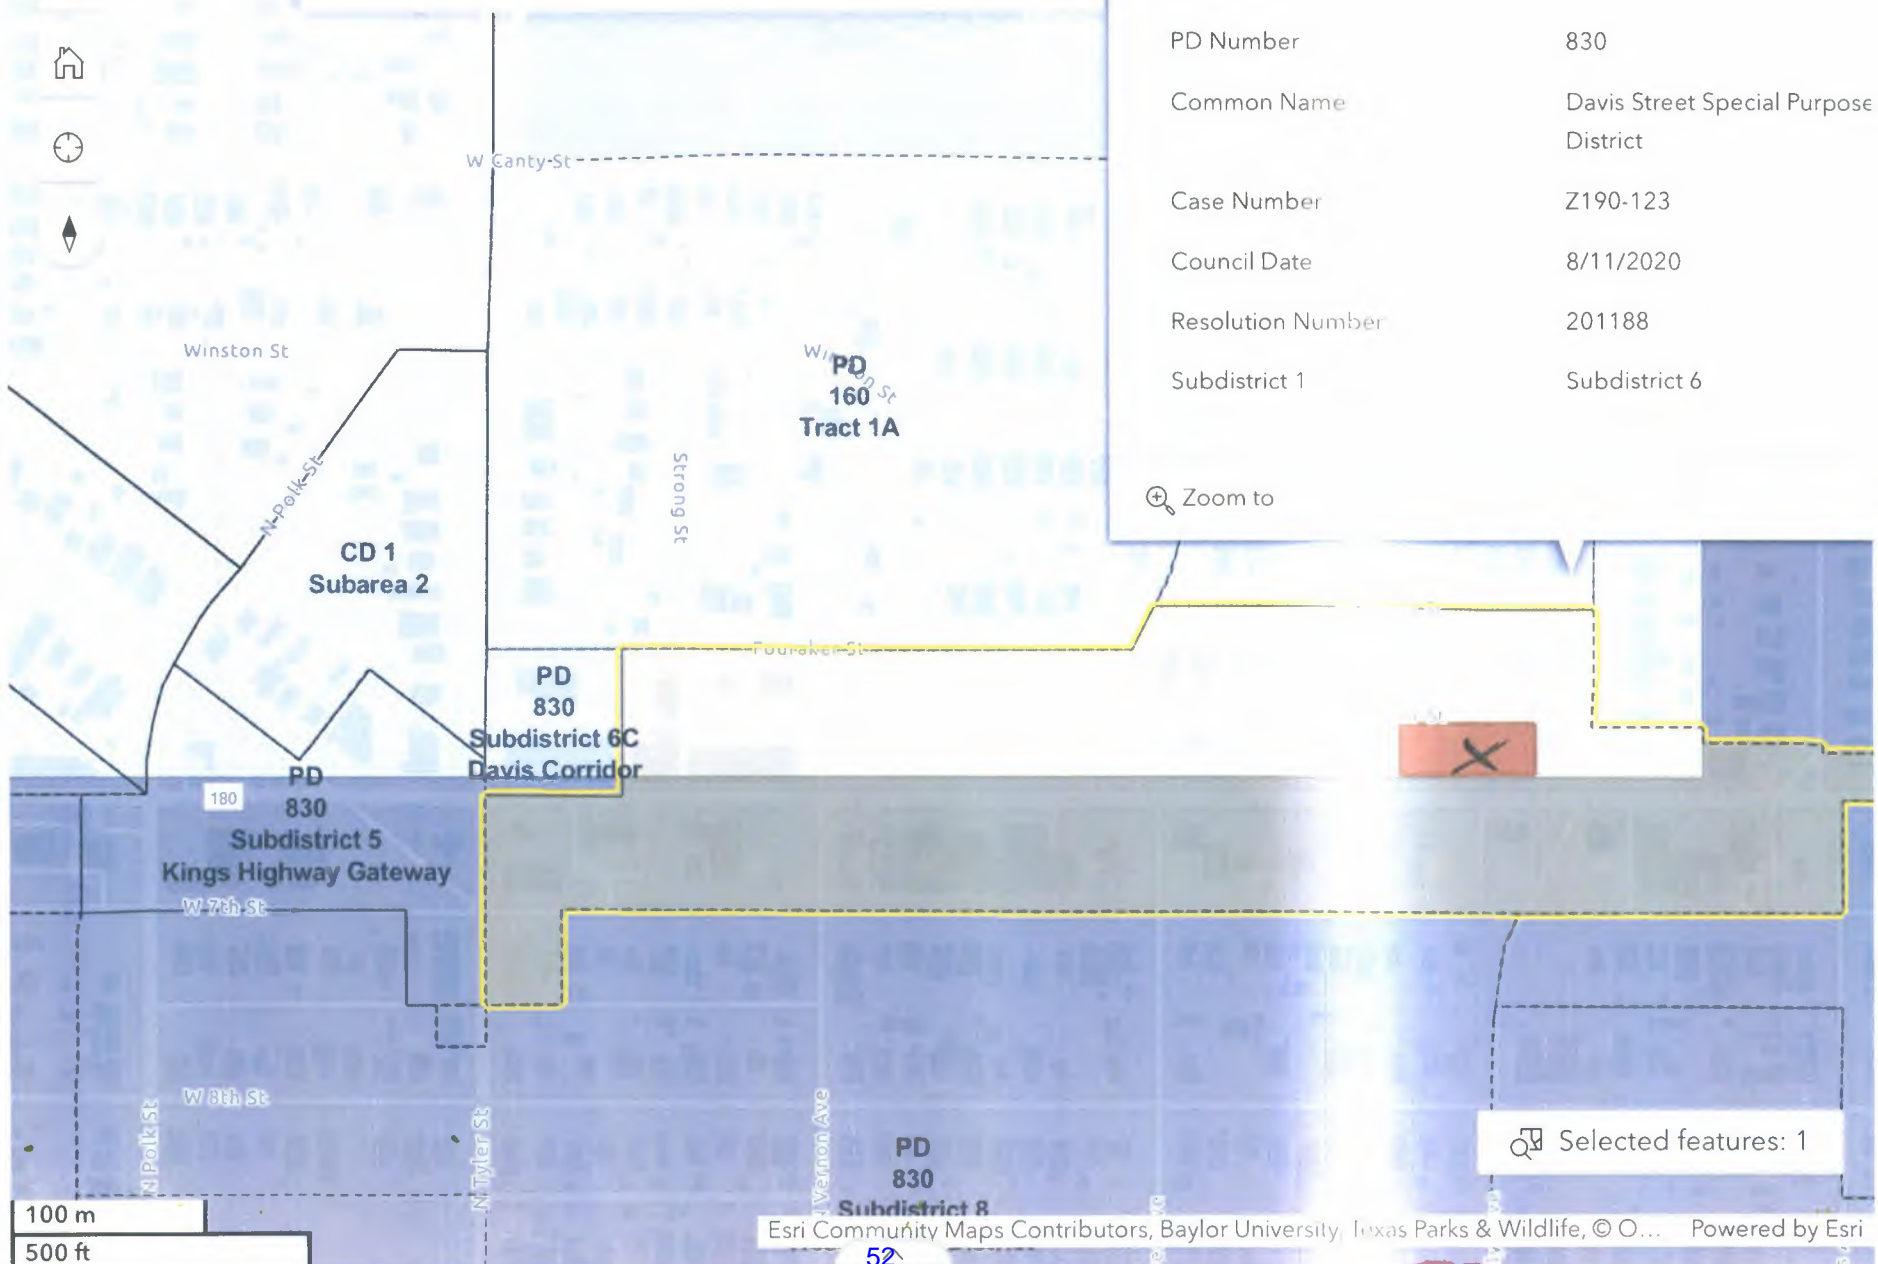 PD Number 830
Common Name Davis Street Special Purpose
District
Case Number Z190-123
Council Date 8/11/2020
Resolution Number 201188
Subdistrict 1 Subdistrict 6
Zoom to
W Canty St
Winston St
PD
160
Tract 1A
Strong St
N Polk St
CD 1
Subarea 2
Fouraker St
PD
830
Subdistrict 6C
Davis Corridor
X
180
PD
830
Subdistrict 5
Kings Highway Gateway
W 7th St
W 8th St
N Polk St
N Tyler St
N Vernon Ave
PD
830
Subdistrict 8
Selected features: 1
100 m
500 ft
Esri Community Maps Contributors, Baylor University, Texas Parks & Wildlife, © O... Powered by Esri
52